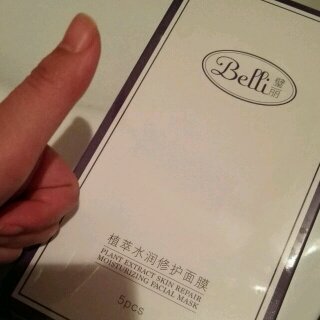 Belli 璧丽
植萃水润修护面膜
PLANT EXTRACT SKIN REPAIR
MOISTURIZING FACIAL MASK
5pcs